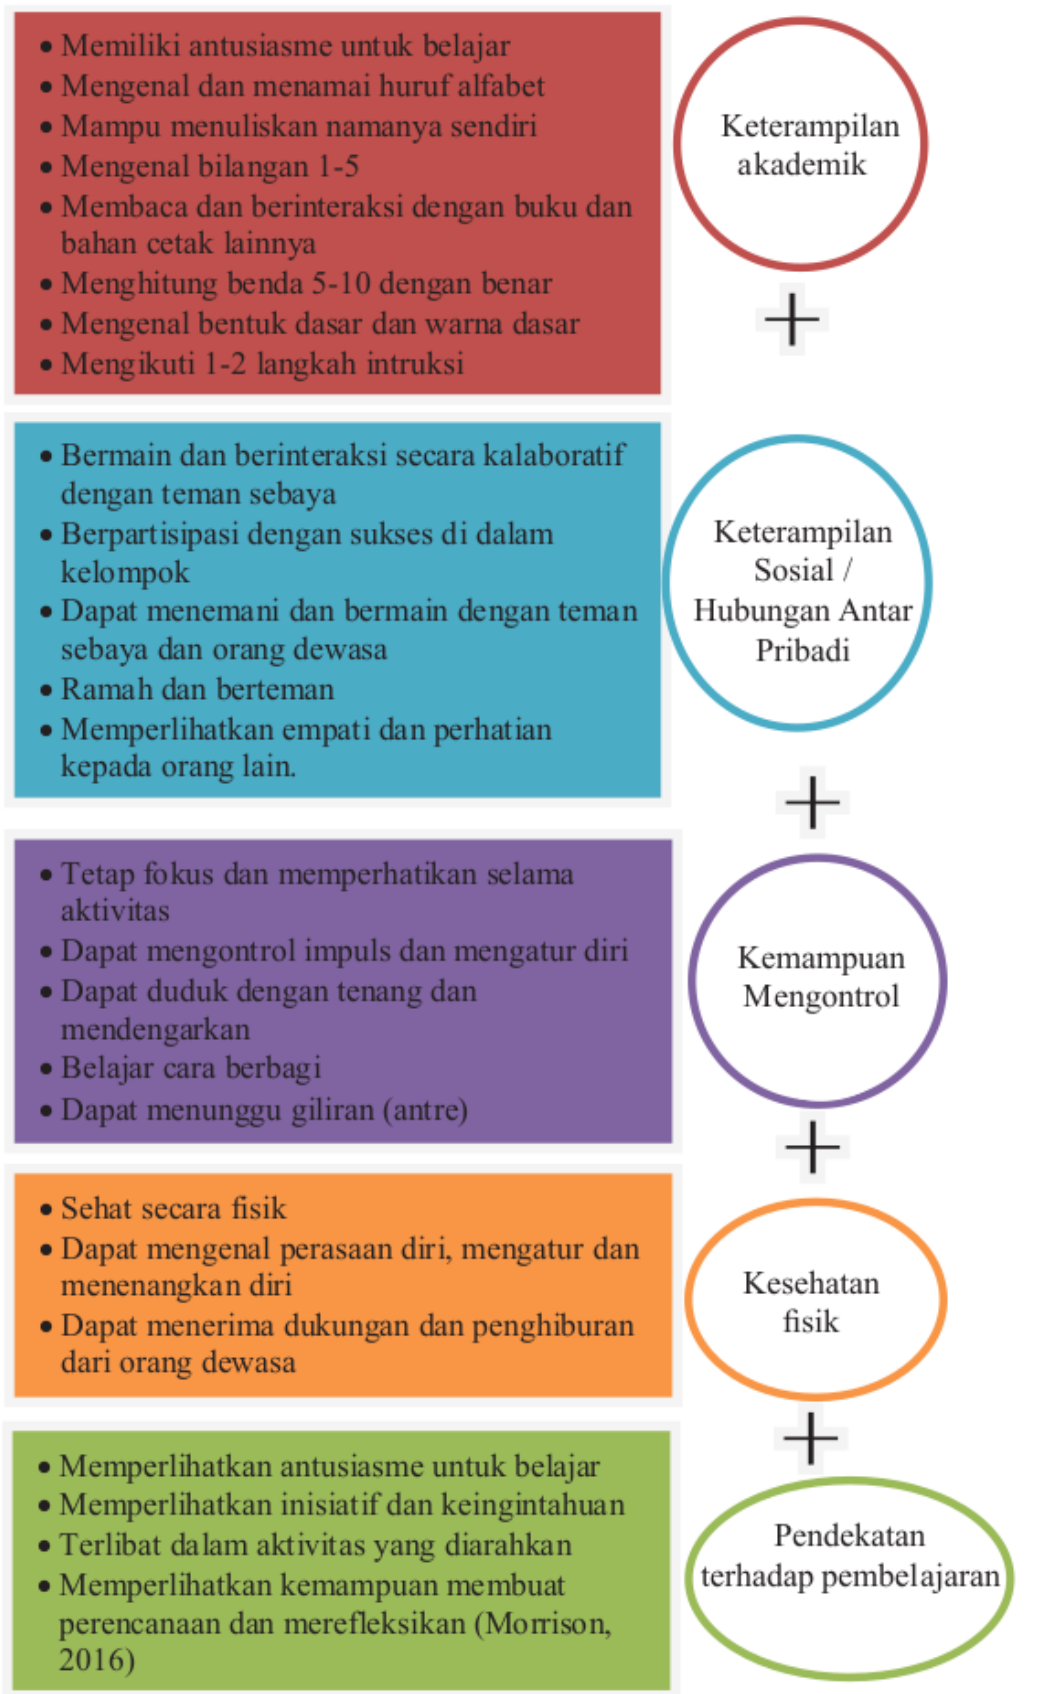 • Memiliki antusiasme untuk belajar
• Mengenal dan menamai huruf alfabet
• Mampu menuliskan namanya sendiri
• Mengenal bilangan 1-5
• Membaca dan berinteraksi dengan buku dan
bahan cetak lainnya
• Menghitung benda 5-10 dengan benar
• Mengenal bentuk dasar dan warna dasar
• Mengikuti 1-2 langkah intruksi
Keterampilan
akademik
+
• Bermain dan berinteraksi secara kalaboratif
dengan teman sebaya
• Berpartisipasi dengan sukses di dalam
kelompok
• Dapat menemani dan bermain dengan teman
sebaya dan orang dewasa
• Ramah dan berteman
• Memperlihatkan empati dan perhatian
kepada orang lain.
Keterampilan
Sosial /
Hubungan Antar
Pribadi
+
• Tetap fokus dan memperhatikan selama
aktivitas
• Dapat mengontrol impuls dan mengatur diri
• Dapat duduk dengan tenang dan
mendengarkan
• Belajar cara berbagi
• Dapat menunggu giliran (antre)
Kemampuan
Mengontrol
+
• Sehat secara fisik
• Dapat mengenal perasaan diri, mengatur dan
menenangkan diri
• Dapat menerima dukungan dan penghiburan
dari orang dewasa
Kesehatan
fisik
+
• Memperlihatkan antusiasme untuk belajar
• Memperlihatkan inisiatif dan keingintahuan
• Terlibat dalam aktivitas yang diarahkan
• Memperlihatkan kemampuan membuat
perencanaan dan merefleksikan (Morrison,
2016)
Pendekatan
terhadap pembelajaran